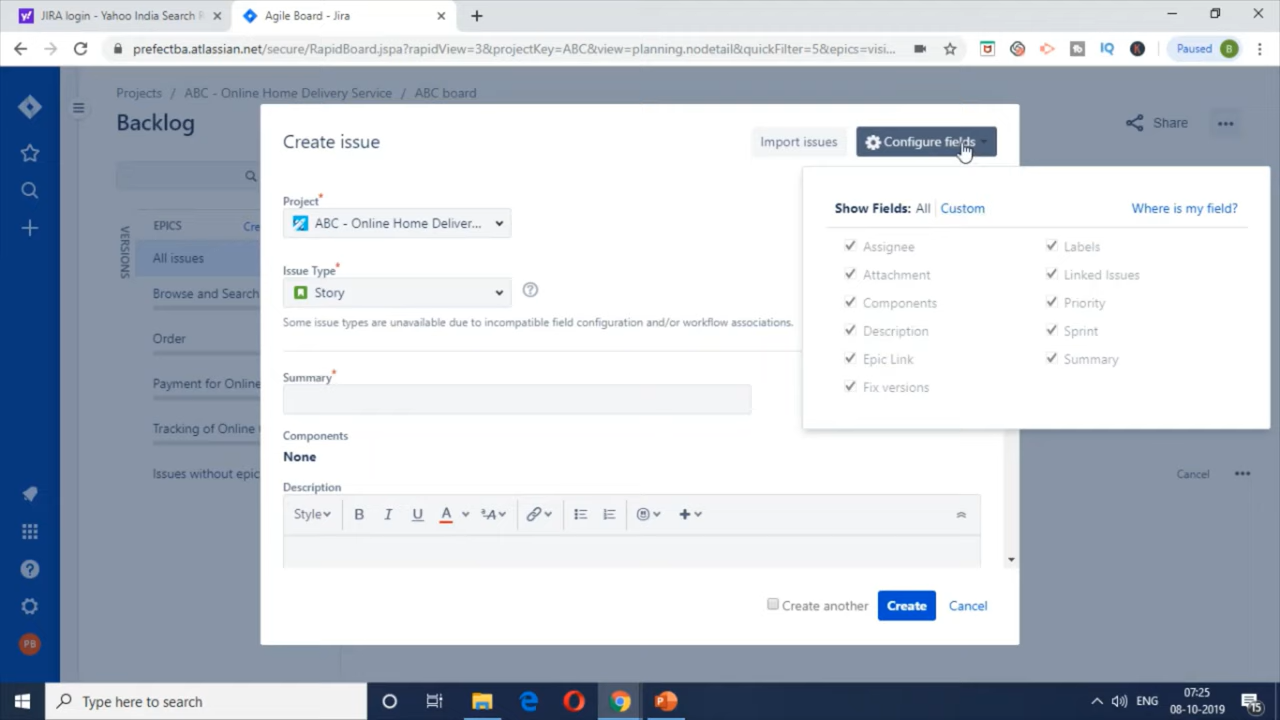 JIRA login - Yahoo India Search R
Agile Board - Jira
prefectba.atlassian.net/secure/RapidBoard.jspa?rapidView=3&projectKey=ABC&view=planning.nodetail&quickFilter=5&epics=visi...
IQ
K
Paused
B
Projects / ABC - Online Home Delivery Service / ABC board
Backlog
Share
VERSIONS
EPICS
Cre
All issues
Browse and Search
Order
Payment for Online
Tracking of Online
Issues without epic
Cancel
PB
Create issue
Import issues
Configure fields
Project*
ABC - Online Home Deliver...
Issue Type*
Story
Some issue types are unavailable due to incompatible field configuration and/or workflow associations.
Summary*
Components
None
Description
Style
B
I
U
A
Show Fields: All Custom
Where is my field?
Assignee
Labels
Attachment
Linked Issues
Components
Priority
Description
Sprint
Epic Link
Summary
Fix versions
Create another
Create
Cancel
Type here to search
ENG
07:25
08-10-2019
15